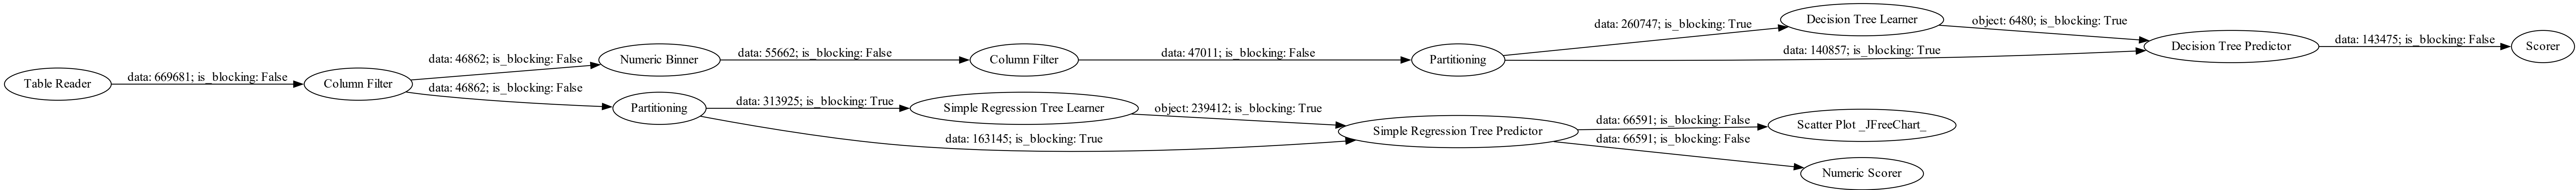 Table Reader
data: 669681; is_blocking: False
Column Filter
data: 46862; is_blocking: False
Numeric Binner
data: 55662; is_blocking: False
Column Filter
data: 47011; is_blocking: False
Partitioning
data: 260747; is_blocking: True
Decision Tree Learner
object: 6480; is_blocking: True
data: 140857; is_blocking: True
Decision Tree Predictor
data: 143475; is_blocking: False
Scorer
data: 46862; is_blocking: False
Partitioning
data: 313925; is_blocking: True
Simple Regression Tree Learner
object: 239412; is_blocking: True
data: 163145; is_blocking: True
Simple Regression Tree Predictor
data: 66591; is_blocking: False
Scatter Plot _JFreeChart_
data: 66591; is_blocking: False
Numeric Scorer